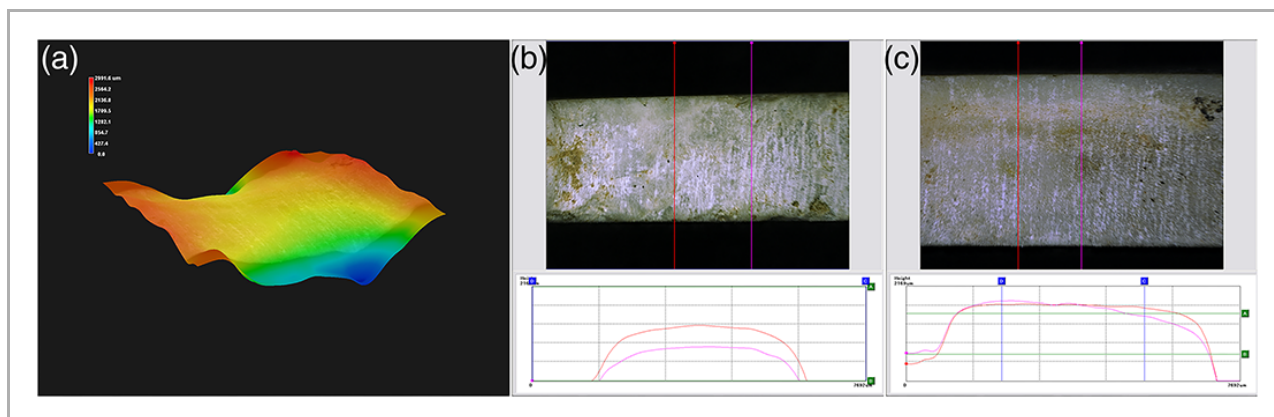 (a)
2991.6 um
2564.2
2136.8
1709.5
1282.1
854.7
427.4
0.0
(b)
Height
A
B
C
0
7692um
(c)
Height
D
C
A
B
0
7692um